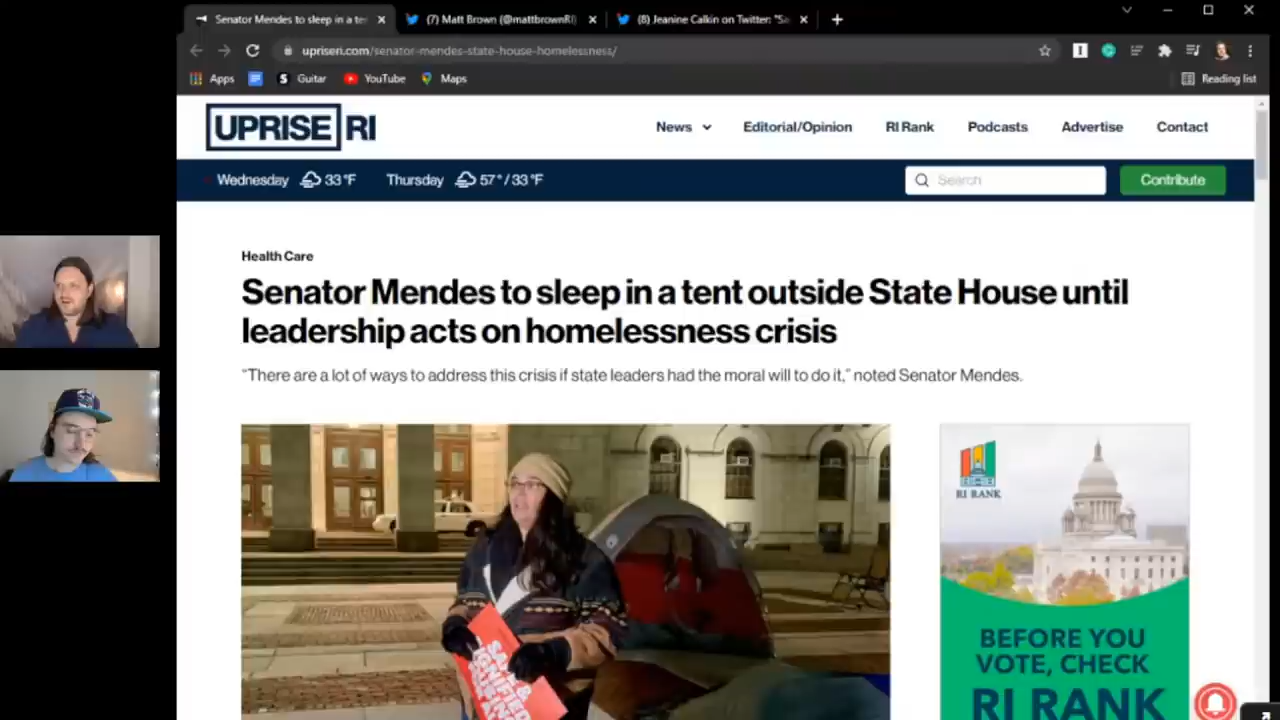 Senator Mendes to sleep in a te
(7) Matt Brown (@mattbrownRI)
(8) Jeanine Calkin on Twitter: "Se
upriseri.com/senator-mendes-state-house-homelessness/
Apps
Guitar
YouTube
Maps
Reading list
UPRISE RI
News
Editorial/Opinion
RI Rank
Podcasts
Advertise
Contact
Wednesday 33 °F
Thursday 57 ° / 33 °F
Search
Contribute
Health Care
Senator Mendes to sleep in a tent outside State House until
leadership acts on homelessness crisis
"There are a lot of ways to address this crisis if state leaders had the moral will to do it," noted Senator Mendes.
RI RANK
BEFORE YOU
VOTE, CHECK
RI RANK